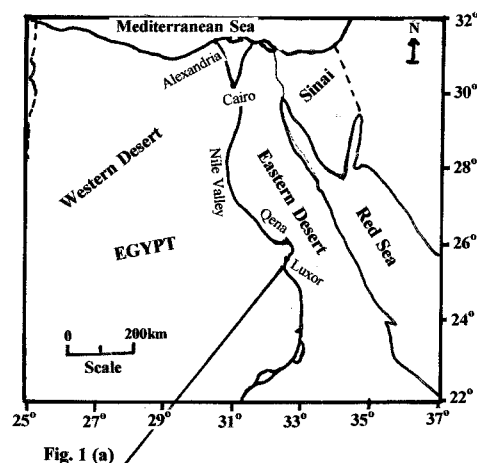 Mediterranean Sea
N
32°
Alexandria
Cairo
Sinai
30°
Western Desert
Nile Valley
Eastern Desert
28°
Qena
Red Sea
EGYPT
26°
Luxor
0 200km
Scale
24°
22°
25° 27° 29° 31° 33° 35° 37°
Fig. 1 (a)